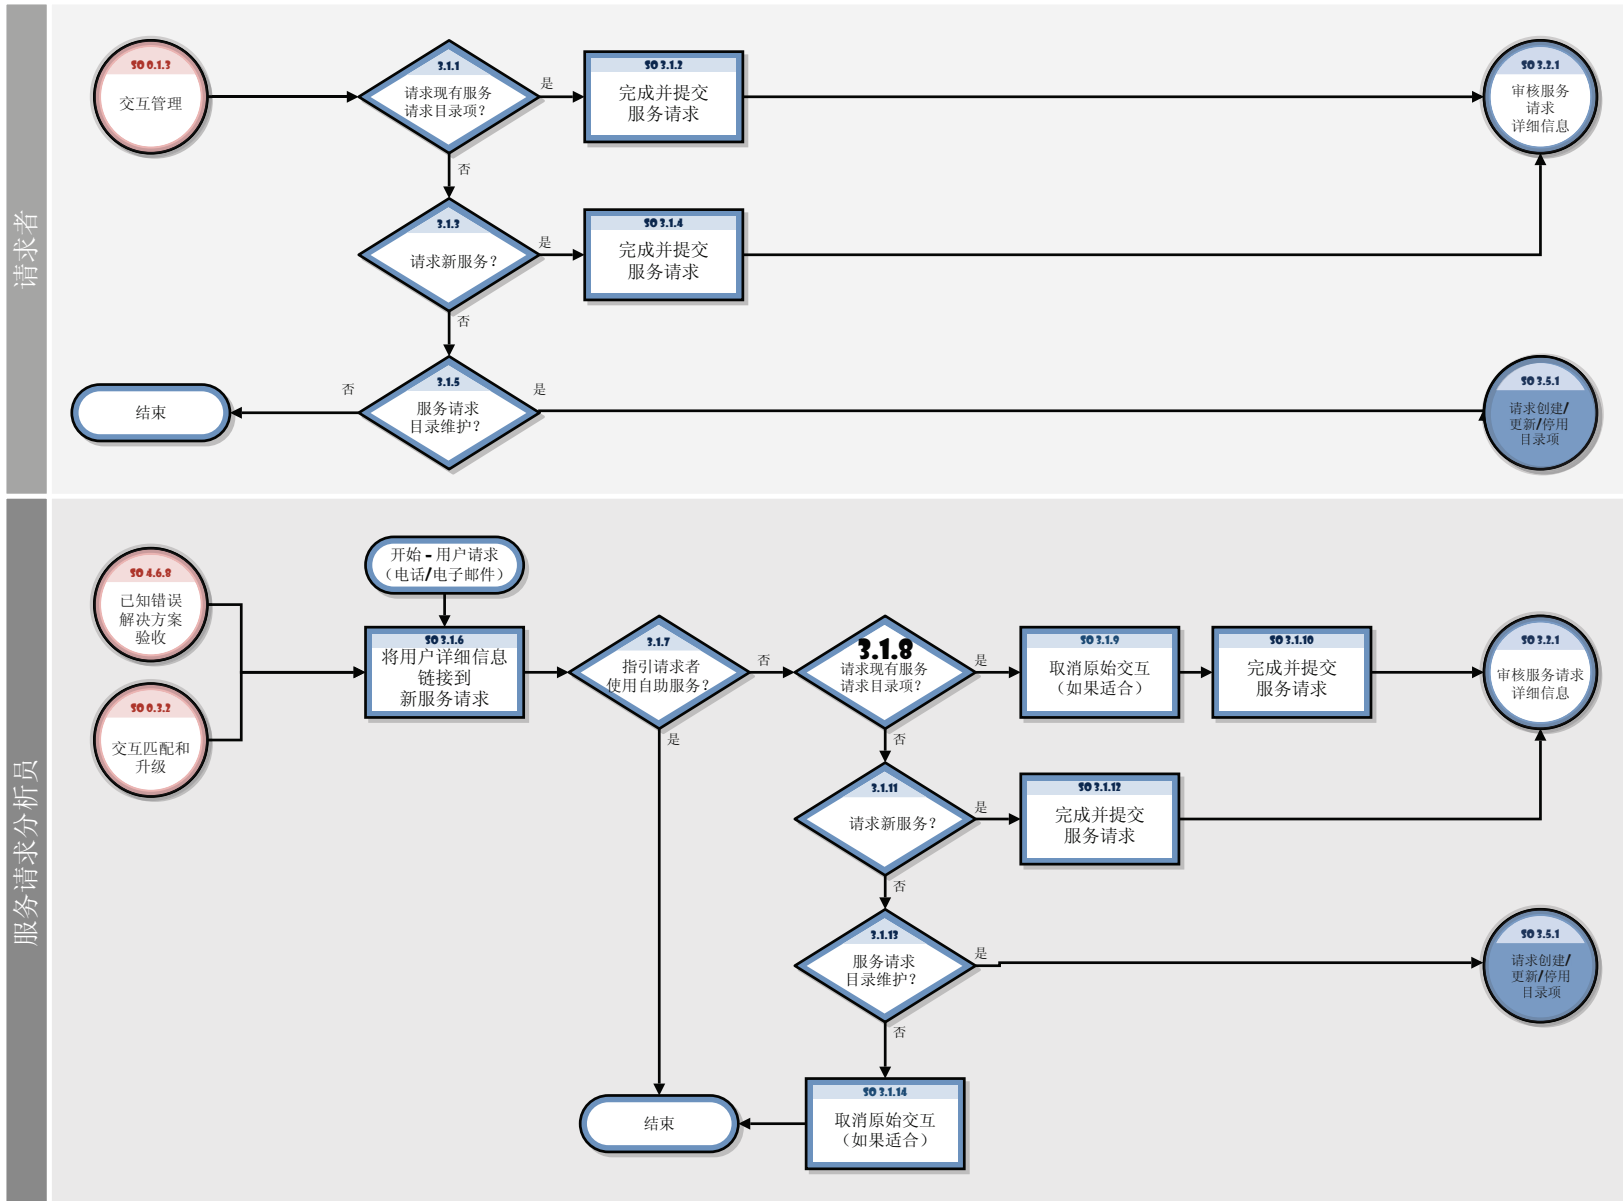 请求者
SO 0.1.3
交互管理
3.1.1
请求现有服务
请求目录项？
是
否
SO 3.1.2
完成并提交
服务请求
SO 3.2.1
审核服务
请求
详细信息
3.1.3
请求新服务？
是
否
SO 3.1.4
完成并提交
服务请求
3.1.5
服务请求
目录维护？
否
是
结束
SO 3.5.1
请求创建/
更新/停用
目录项
服务请求分析员
SO 4.6.8
已知错误
解决方案
验收
SO 0.3.2
交互匹配和
升级
开始 - 用户请求
（电话/电子邮件）
SO 3.1.6
将用户详细信息
链接到
新服务请求
3.1.7
指引请求者
使用自助服务？
否
是
3.1.8
请求现有服务
请求目录项？
是
否
SO 3.1.9
取消原始交互
（如果适合）
SO 3.1.10
完成并提交
服务请求
SO 3.2.1
审核服务请求
详细信息
3.1.11
请求新服务？
是
否
SO 3.1.12
完成并提交
服务请求
3.1.13
服务请求
目录维护？
是
否
SO 3.5.1
请求创建/
更新/停用
目录项
SO 3.1.14
取消原始交互
（如果适合）
结束